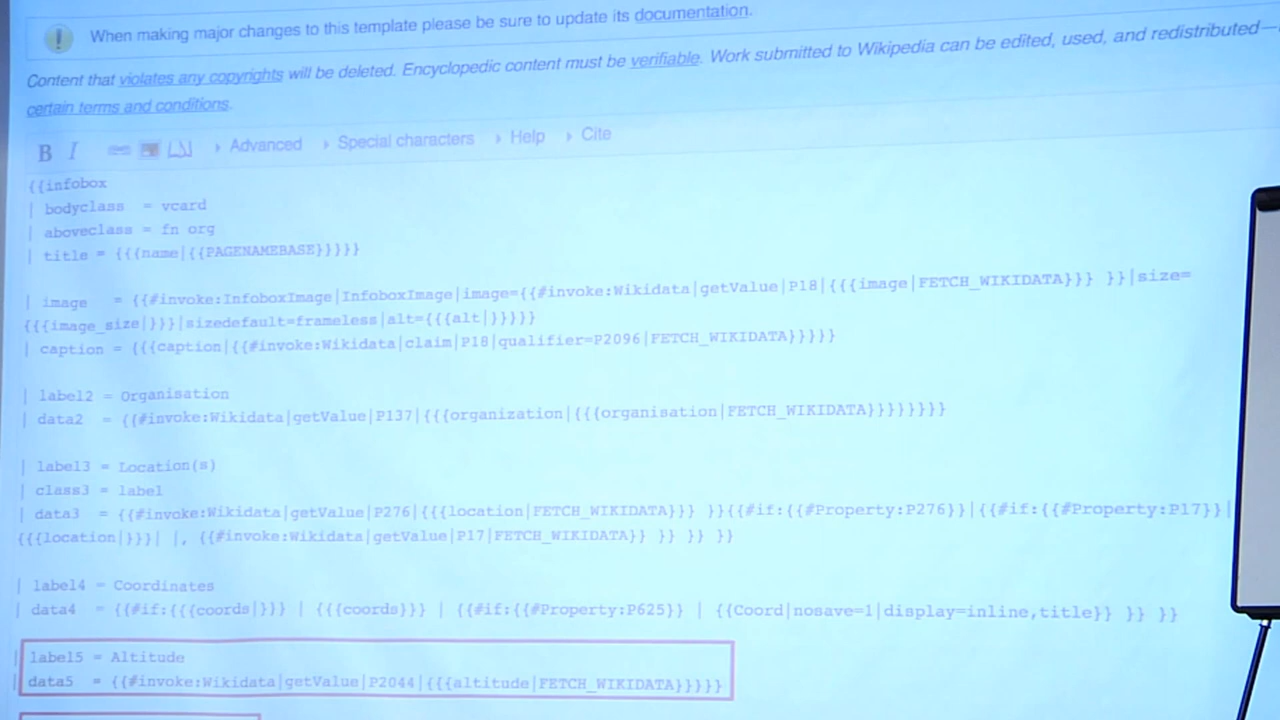 When making major changes to this template please be sure to update its documentation.
Content that violates any copyrights will be deleted. Encyclopedic content must be verifiable. Work submitted to Wikipedia can be edited, used, and redistributed—
certain terms and conditions.
B I Advanced Special characters Help Cite
{{infobox
| bodyclass = vcard
| aboveclass = fn org
| title = {{{name|{{PAGENAMEBASE}}}}}
| image = {{#invoke:InfoboxImage|InfoboxImage|image={{#invoke:Wikidata|getValue|P18|{{{image|FETCH_WIKIDATA}}} }}|size=
{{{image_size|}}}|sizedefault=frameless|alt={{{alt|}}}}}
| caption = {{{caption|{{#invoke:Wikidata|claim|P18|qualifier=P2096|FETCH_WIKIDATA}}}}}
| label2 = Organisation
| data2 = {{#invoke:Wikidata|getValue|P137|{{{organization|{{{organisation|FETCH_WIKIDATA}}}}}}}}
| label3 = Location(s)
| class3 = label
| data3 = {{#invoke:Wikidata|getValue|P276|{{{location|FETCH_WIKIDATA}}} }}{{#if:{{#Property:P276}}|{{#if:{{#Property:P17}}|
{{{location|}}}| |, {{#invoke:Wikidata|getValue|P17|FETCH_WIKIDATA}} }} }} }}
| label4 = Coordinates
| data4 = {{#if:{{{coords|}}} | {{{coords}}} | {{#if:{{#Property:P625}} | {{Coord|nosave=1|display=inline,title}} }} }}
| label5 = Altitude
| data5 = {{#invoke:Wikidata|getValue|P2044|{{{altitude|FETCH_WIKIDATA}}}}}